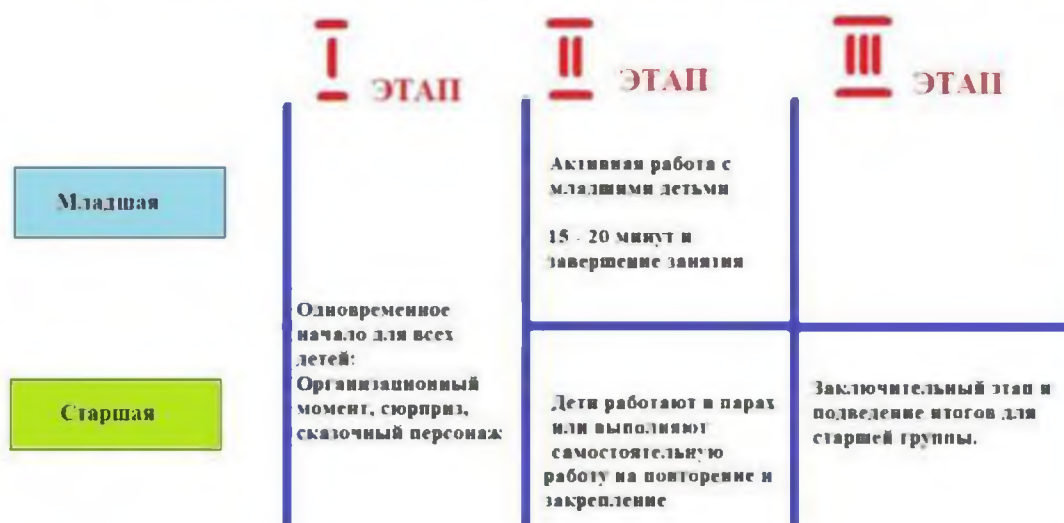 I ЭТАП
II ЭТАП
III ЭТАП
Младшая
Активная работа с
младшими детьми
15 - 20 минут и
завершение занятия
Одновременное
начало для всех
детей:
Организационный
момент, сюрприз,
сказочный персонаж
Старшая
Дети работают в парах
или выполняют
самостоятельную
работу на повторение и
закрепление
Заключительный этап и
подведение итогов для
старшей группы.